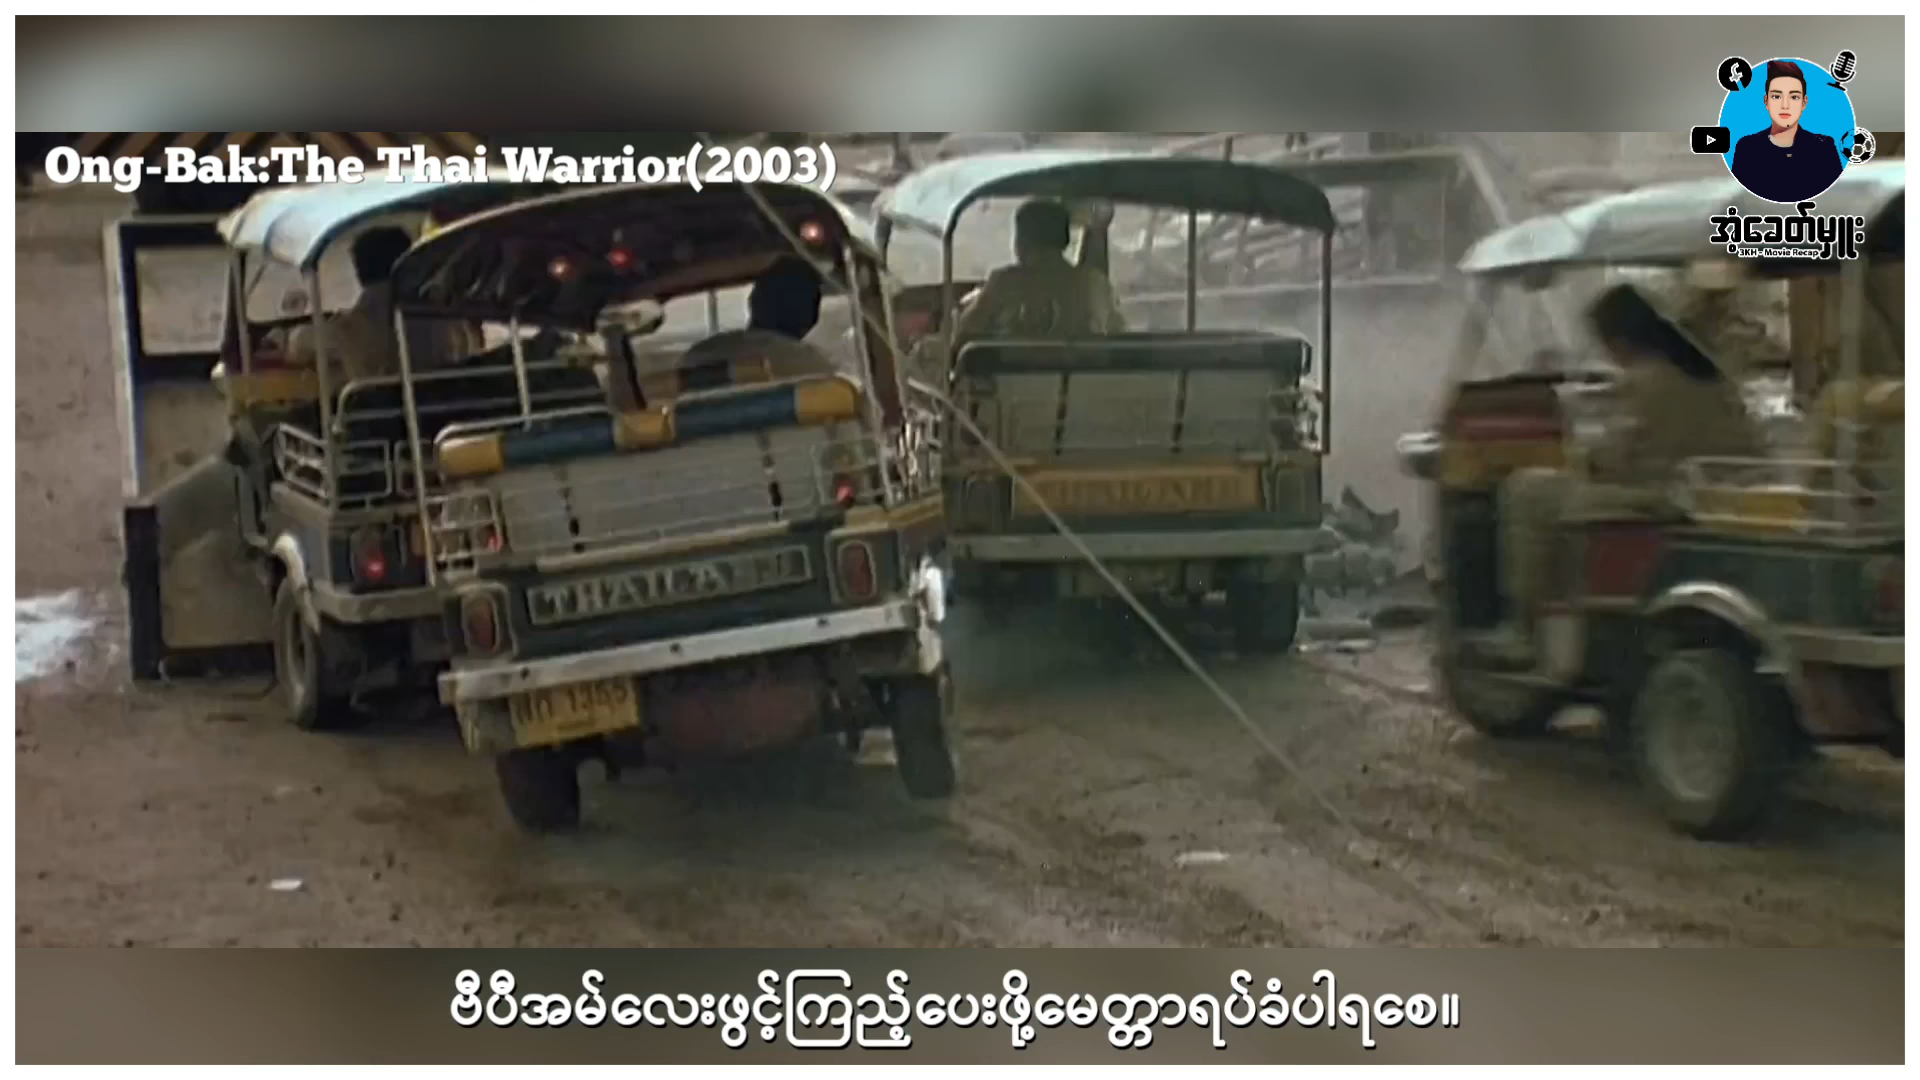 Ong-Bak:The Thai Warrior(2003)
အုံခေတ်မှူး
3KH - Movie Recap
THAILAND
THAILAND
ဗီပီအမ်လေးဖွင့်ကြည့်ပေးဖို့မေတ္တာရပ်ခံပါရစေ။